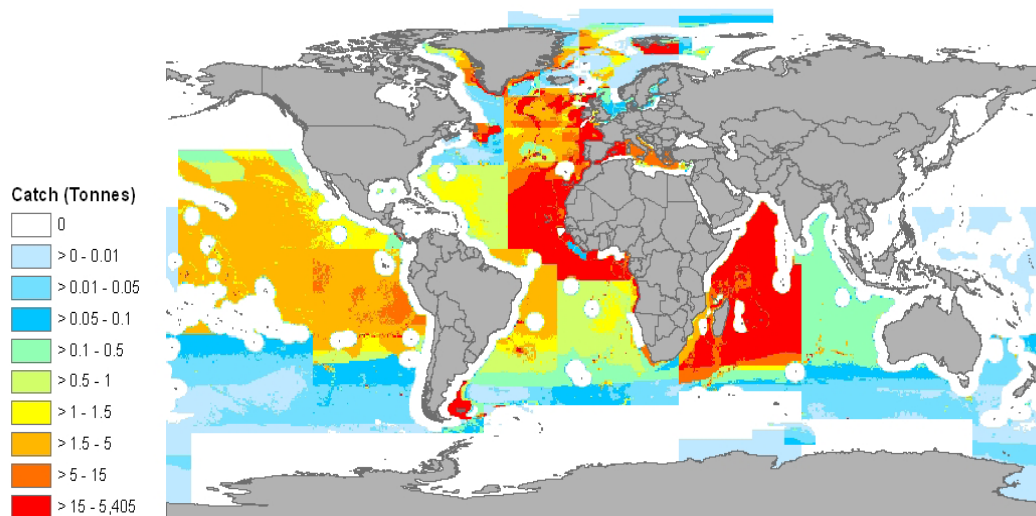 Catch (Tonnes)
0
> 0 - 0.01
> 0.01 - 0.05
> 0.05 - 0.1
> 0.1 - 0.5
> 0.5 - 1
> 1 - 1.5
> 1.5 - 5
> 5 - 15
> 15 - 5,405